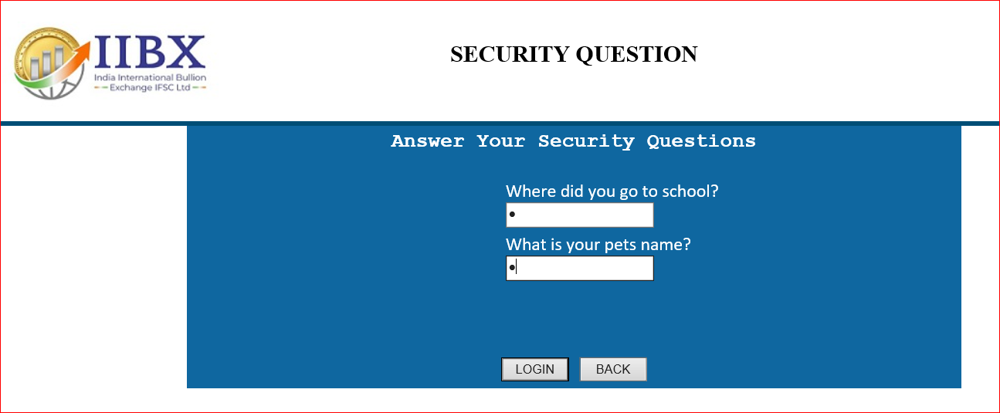 IIBX
India International Bullion
Exchange IFSC Ltd
SECURITY QUESTION
Answer Your Security Questions
Where did you go to school?
•
What is your pets name?
•
LOGIN
BACK